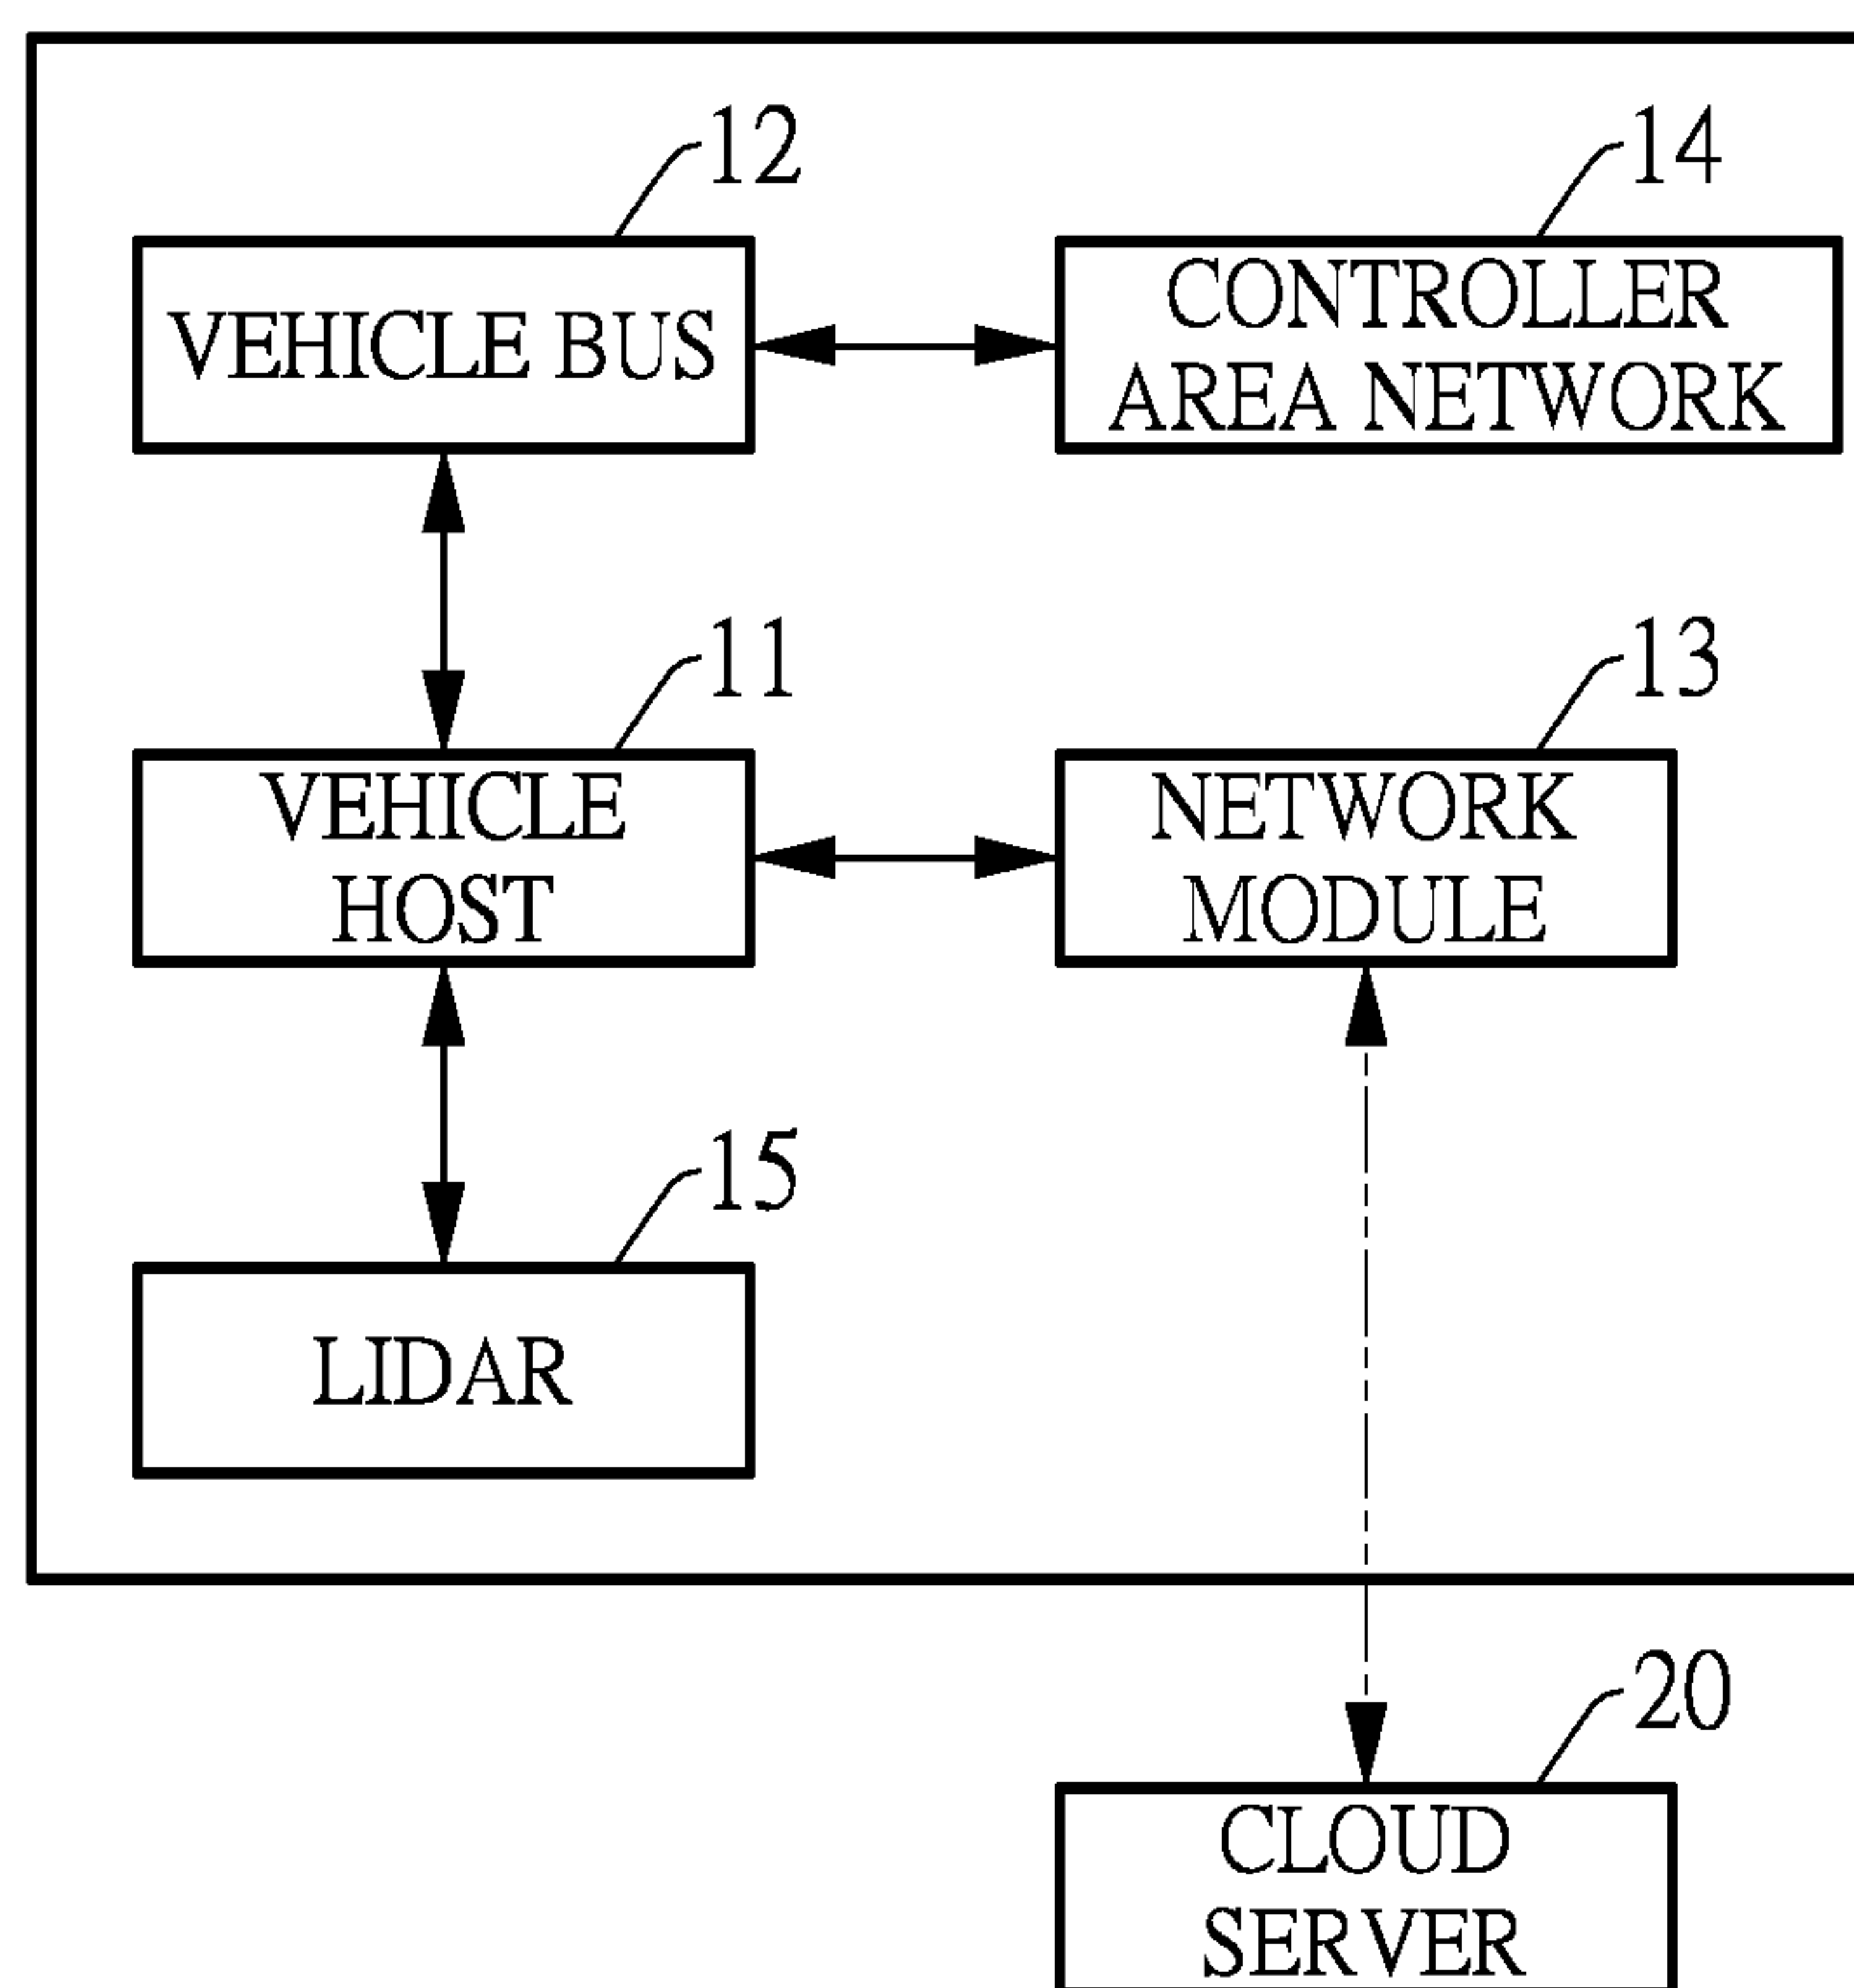 12
14
VEHICLE BUS
CONTROLLER
AREA NETWORK
11
13
VEHICLE
HOST
NETWORK
MODULE
15
LIDAR
20
CLOUD
SERVER